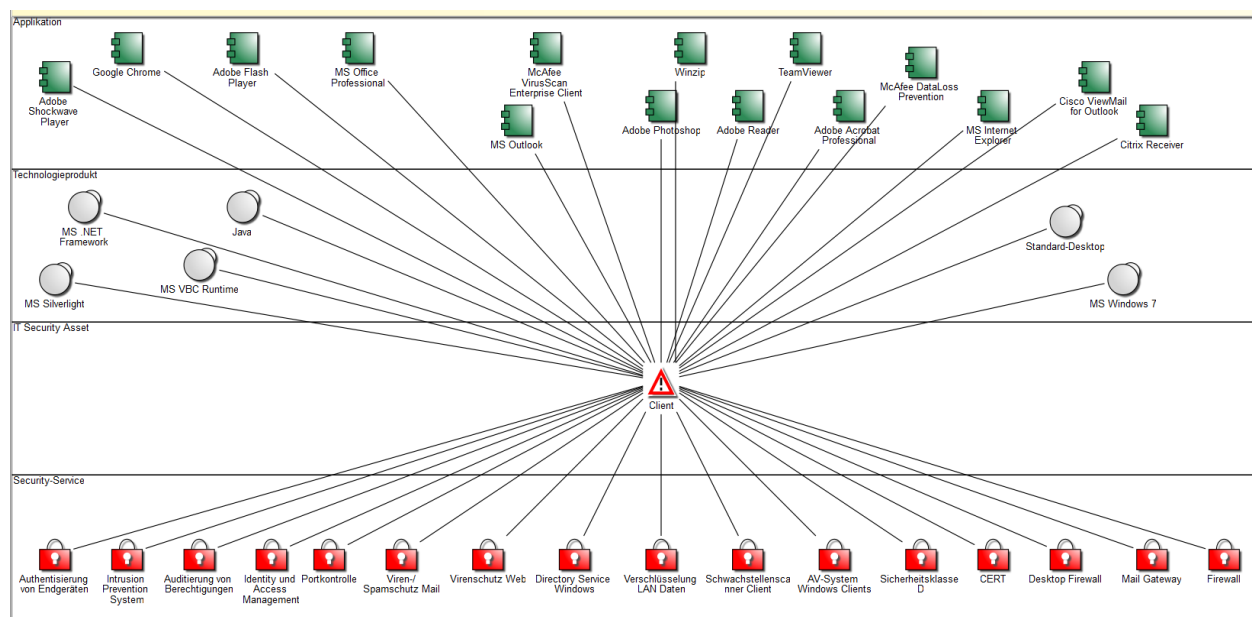 Applikation
Google Chrome
Adobe Flash
Player
MS Office
Professional
McAfee
VirusScan
Enterprise Client
Winzip
TeamViewer
McAfee DataLoss
Prevention
Cisco ViewMail
for Outlook
Adobe
Shockwave
Player
MS Outlook
Adobe Photoshop
Adobe Reader
Adobe Acrobat
Professional
MS Internet
Explorer
Citrix Receiver
Technologieprodukt
MS .NET
Framework
Java
Standard-Desktop
MS Silverlight
MS VBC Runtime
MS Windows 7
IT Security Asset
Client
Security-Service
Authentisierung
von Endgeräten
Intrusion
Prevention
System
Auditierung von
Berechtigungen
Identity und
Access
Management
Portkontrolle
Viren-/
Spamschutz Mail
Virenschutz Web
Directory Service
Windows
Verschlüsselung
LAN Daten
Schwachstellensca
nner Client
AV-System
Windows Clients
Sicherheitsklasse
D
CERT
Desktop Firewall
Mail Gateway
Firewall